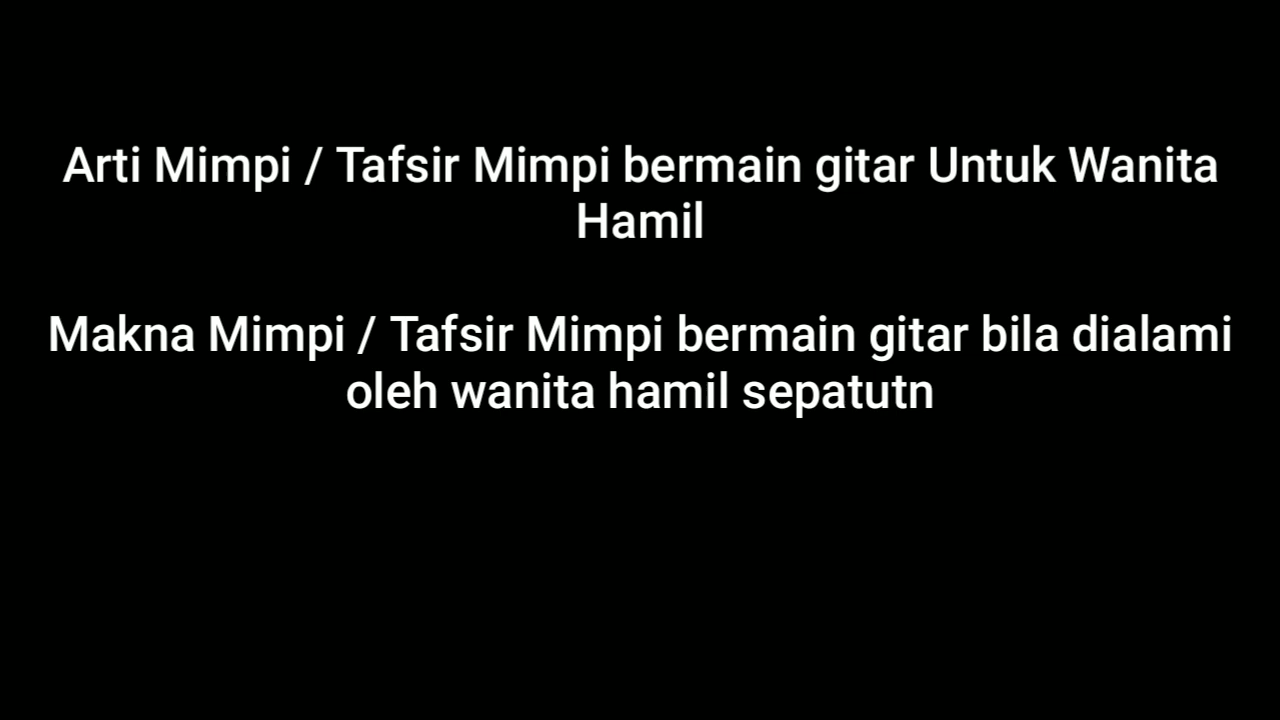 Arti Mimpi / Tafsir Mimpi bermain gitar Untuk Wanita
Hamil
Makna Mimpi / Tafsir Mimpi bermain gitar bila dialami
oleh wanita hamil sepatutn